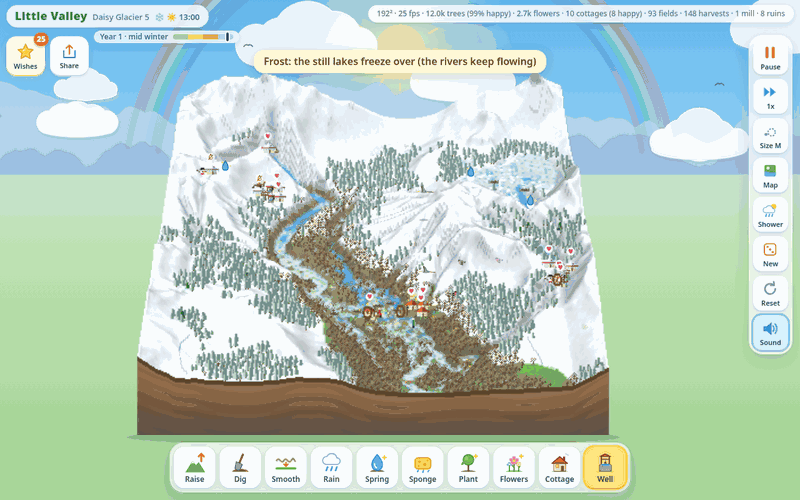 Little Valley Daisy Glacier 5 ❄️ ☀️ 13:00
192² · 25 fps · 12.0k trees (99% happy) · 2.7k flowers · 10 cottages (8 happy) · 93 fields · 148 harvests · 1 mill · 8 ruins
Year 1 · mid winter
25
Wishes
Share
Frost: the still lakes freeze over (the rivers keep flowing)
Pause
1x
Size M
Map
Shower
New
Reset
Sound
Raise
Dig
Smooth
Rain
Spring
Sponge
Plant
Flowers
Cottage
Well